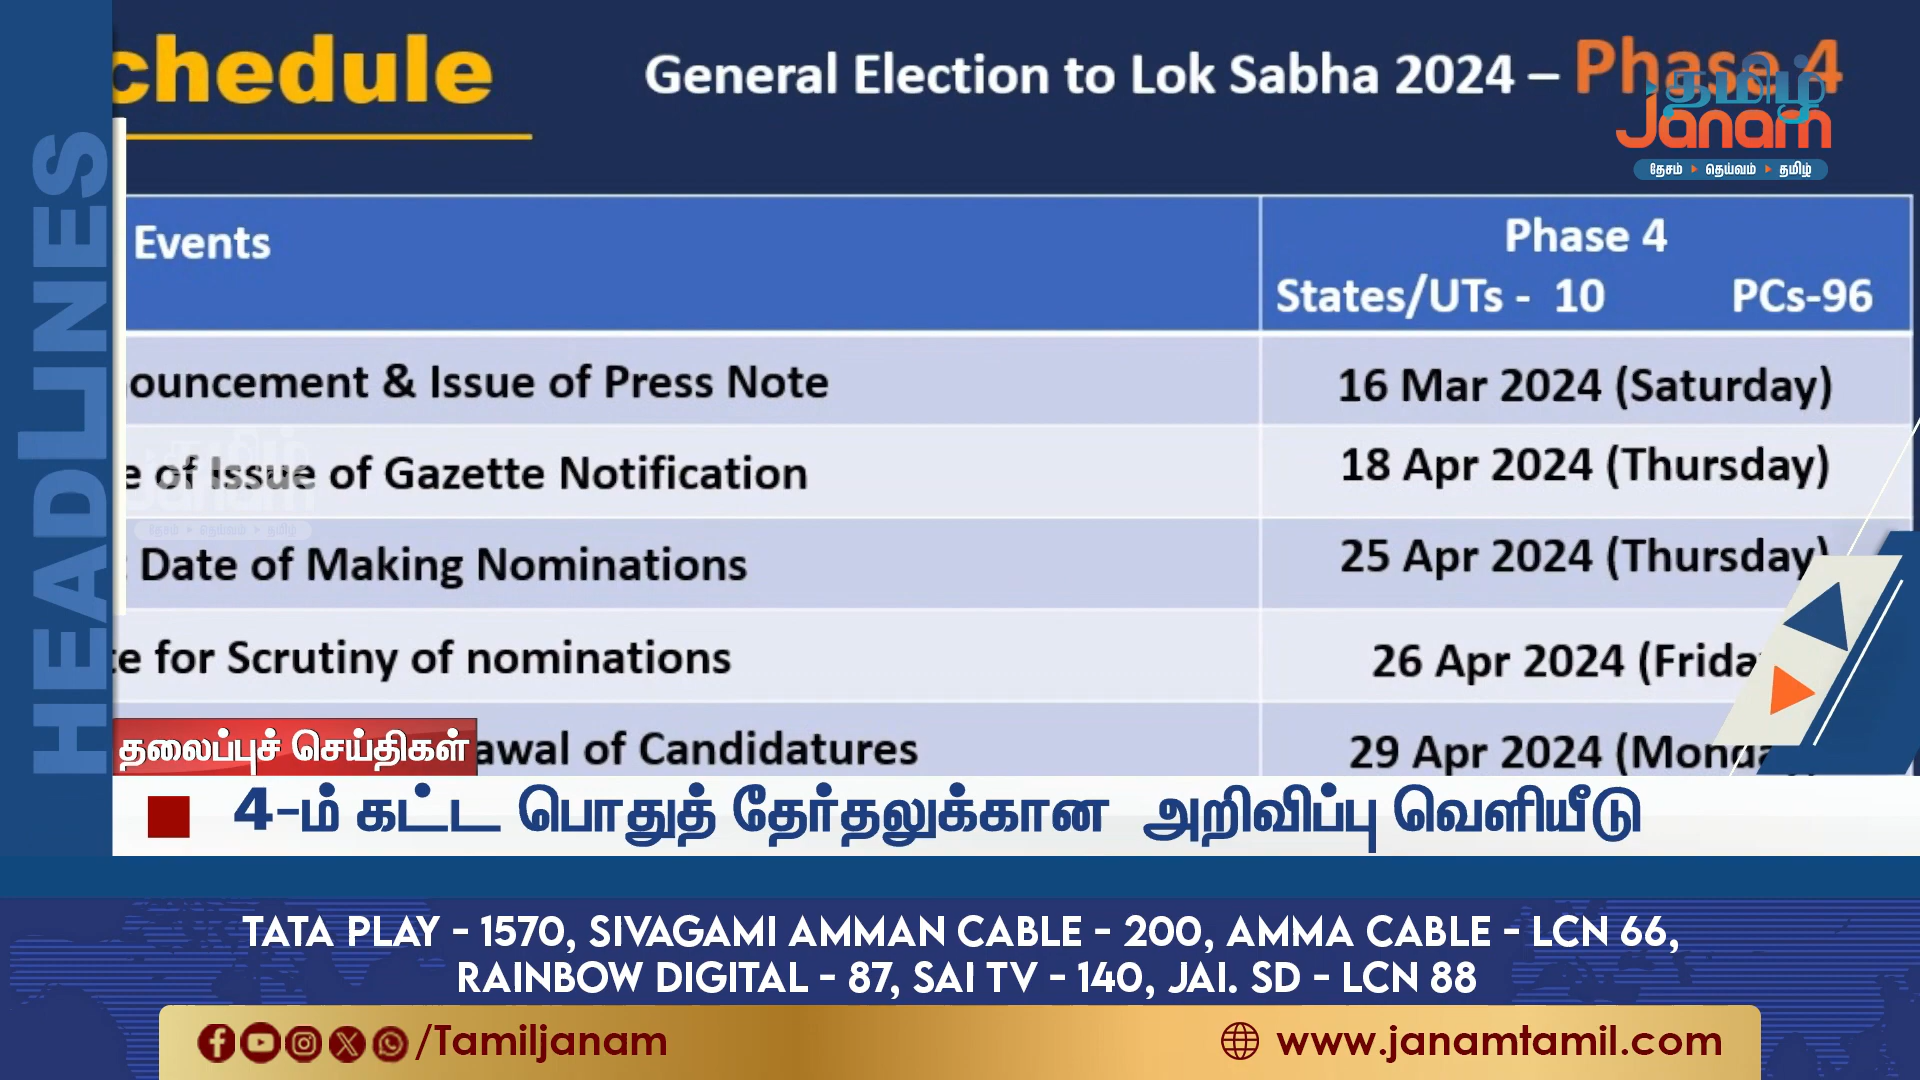 chedule
General Election to Lok Sabha 2024 – Phase 4
தமிழ்
Janam
தேசம் தெய்வம் தமிழ்
HEADLINES
Events
Phase 4
States/UTs - 10 PCs-96
ouncement & Issue of Press Note
16 Mar 2024 (Saturday)
e of Issue of Gazette Notification
18 Apr 2024 (Thursday)
Date of Making Nominations
25 Apr 2024 (Thursday)
te for Scrutiny of nominations
26 Apr 2024 (Frida
தலைப்புச் செய்திகள்
awal of Candidatures
29 Apr 2024 (Monda
4-ம் கட்ட பொதுத் தேர்தலுக்கான அறிவிப்பு வெளியீடு
TATA PLAY - 1570, SIVAGAMI AMMAN CABLE - 200, AMMA CABLE - LCN 66,
RAINBOW DIGITAL - 87, SAI TV - 140, JAI. SD - LCN 88
/Tamiljanam
www.janamtamil.com